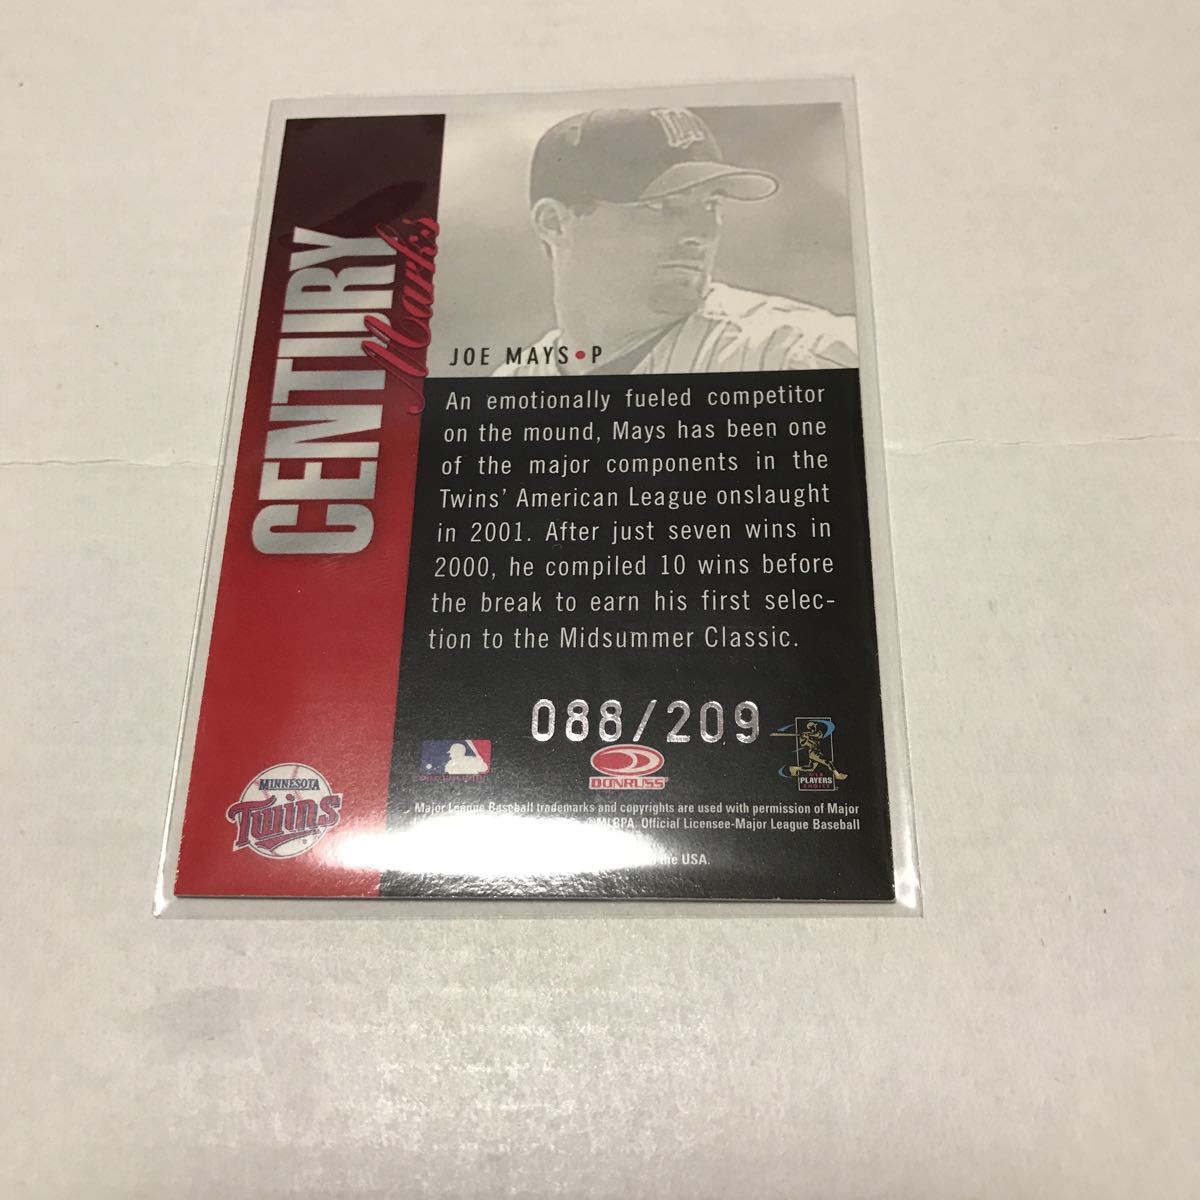 CENTURY
Marks
JOE MAYS • P
An emotionally fueled competitor
on the mound, Mays has been one
of the major components in the
Twins' American League onslaught
in 2001. After just seven wins in
2000, he compiled 10 wins before
the break to earn his first selec-
tion to the Midsummer Classic.
088/209
DONRUSS
PLAYERS
CHOICE
MINNESOTA
Twins
Major League Baseball trademarks and copyrights are used with permission of Major
©MLBPA Official Licensee-Major League Baseball
the USA.